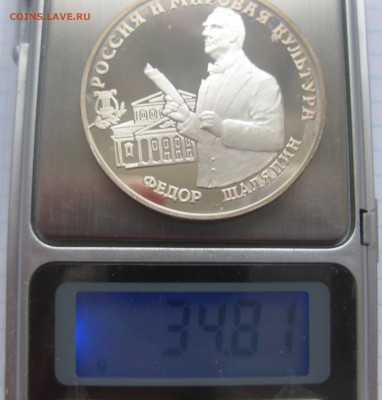 COINS.LAVE.RU
РОССИЯ И МИРОВАЯ КУЛЬТУРА
ФЕДОР ШАЛЯПИН
34.81
g